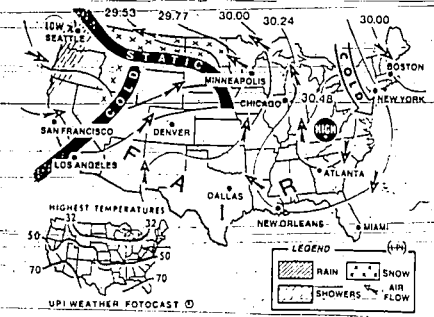 29.53 29.77 30.00 30.24 30.00
LOW
SEATTLE
STATIC
COLD
MINNEAPOLIS
COLD
BOSTON
NEW YORK
CHICAGO
30.48
HIGH
SAN FRANCISCO
DENVER
LOS ANGELES
FAIR
ATLANTA
DALLAS
NEW ORLEANS
MIAMI
HIGHEST TEMPERATURES
32 32
50
50
70
70
LEGEND
RAIN
SNOW
SHOWERS
AIR
FLOW
UPI WEATHER FOTOCAST